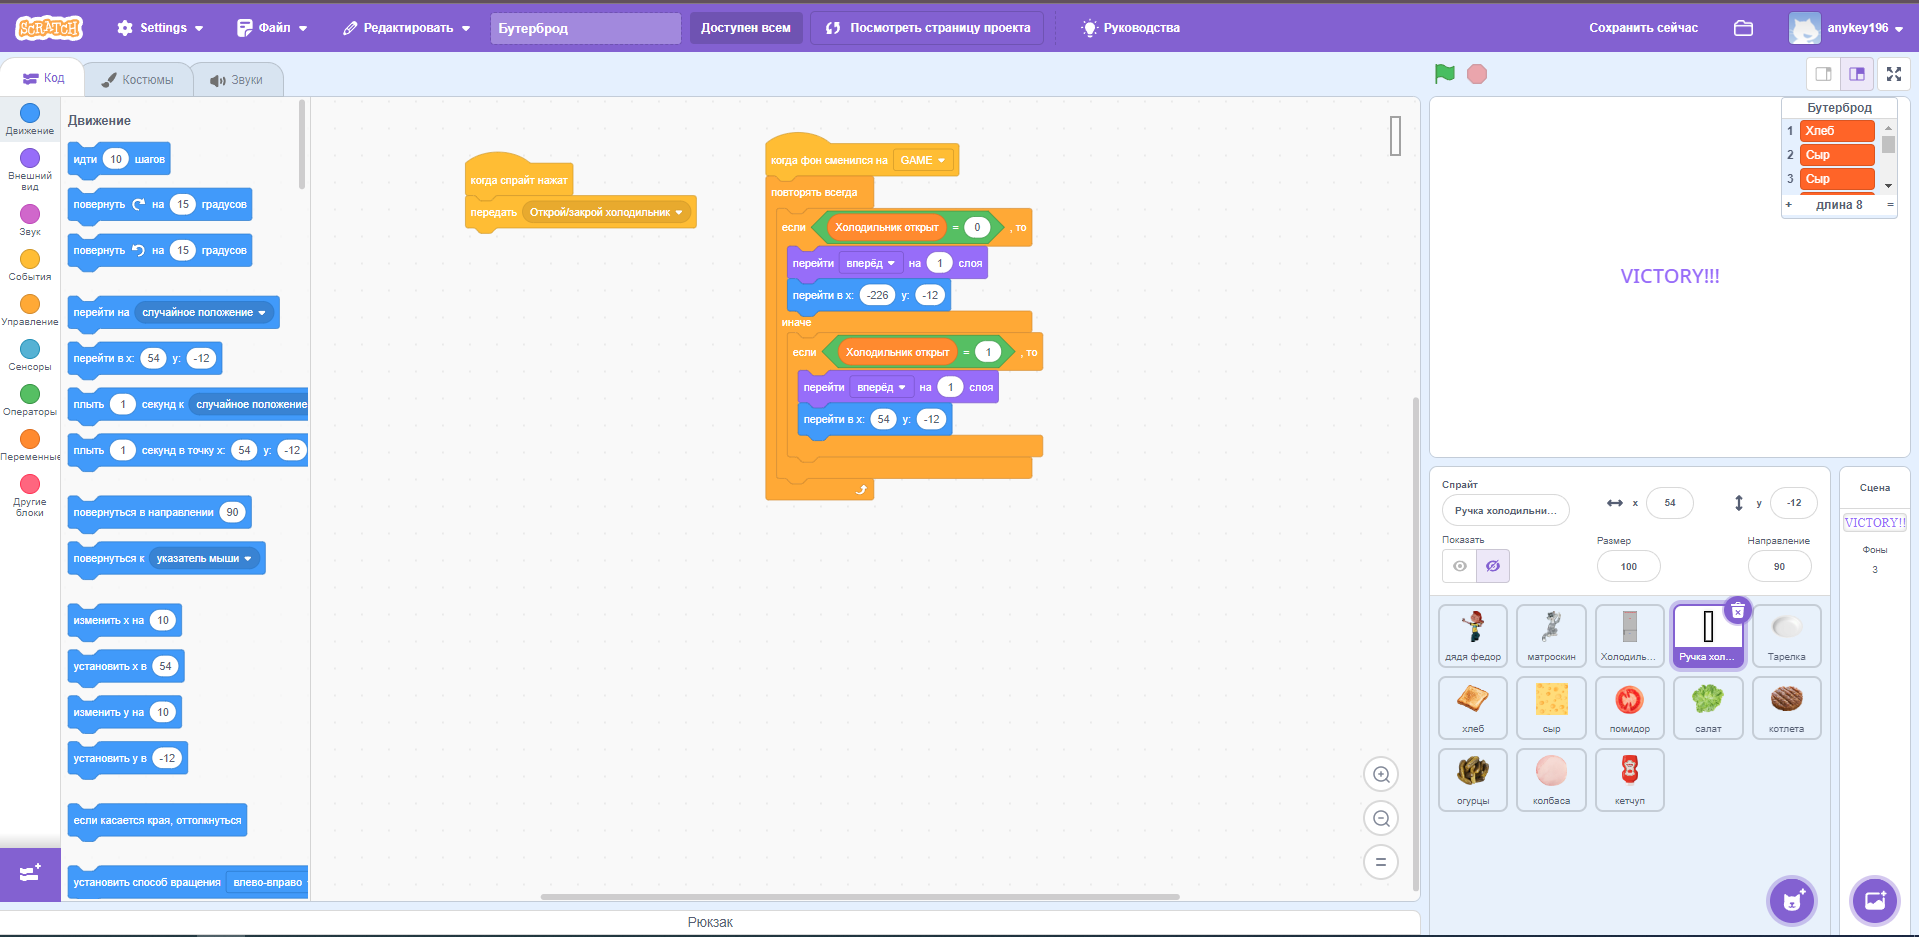 SCRATCH Settings Файл Редактировать Бутерброд Доступен всем Посмотреть страницу проекта Руководства Сохранить сейчас anykey196
Код Костюмы Звуки
Движение
Внешний вид
Звук
События
Управление
Сенсоры
Операторы
Переменные
Другие блоки
Движение
идти 10 шагов
повернуть на 15 градусов
повернуть на 15 градусов
перейти на случайное положение
перейти в x: 54 y: -12
плыть 1 секунд к случайное положение
плыть 1 секунд в точку x: 54 y: -12
повернуться в направлении 90
повернуться к указатель мыши
изменить x на 10
установить x в 54
изменить y на 10
установить y в -12
если касается края, оттолкнуться
установить способ вращения влево-вправо
когда спрайт нажат
передать Открой/закрой холодильник
когда фон сменился на GAME
повторять всегда
если Холодильник открыт = 0 , то
перейти вперёд на 1 слоя
перейти в x: -226 y: -12
иначе
если Холодильник открыт = 1 , то
перейти вперёд на 1 слоя
перейти в x: 54 y: -12
Рюкзак
Бутерброд
1 Хлеб
2 Сыр
3 Сыр
+ длина 8 =
VICTORY!!!
Спрайт
Ручка холодильни... x 54 y -12
Показать Размер Направление
100 90
дядя федор матроскин Холодиль... Ручка хол... Тарелка
хлеб сыр помидор салат котлета
огурцы колбаса кетчуп
Сцена
VICTORY!!
Фоны
3